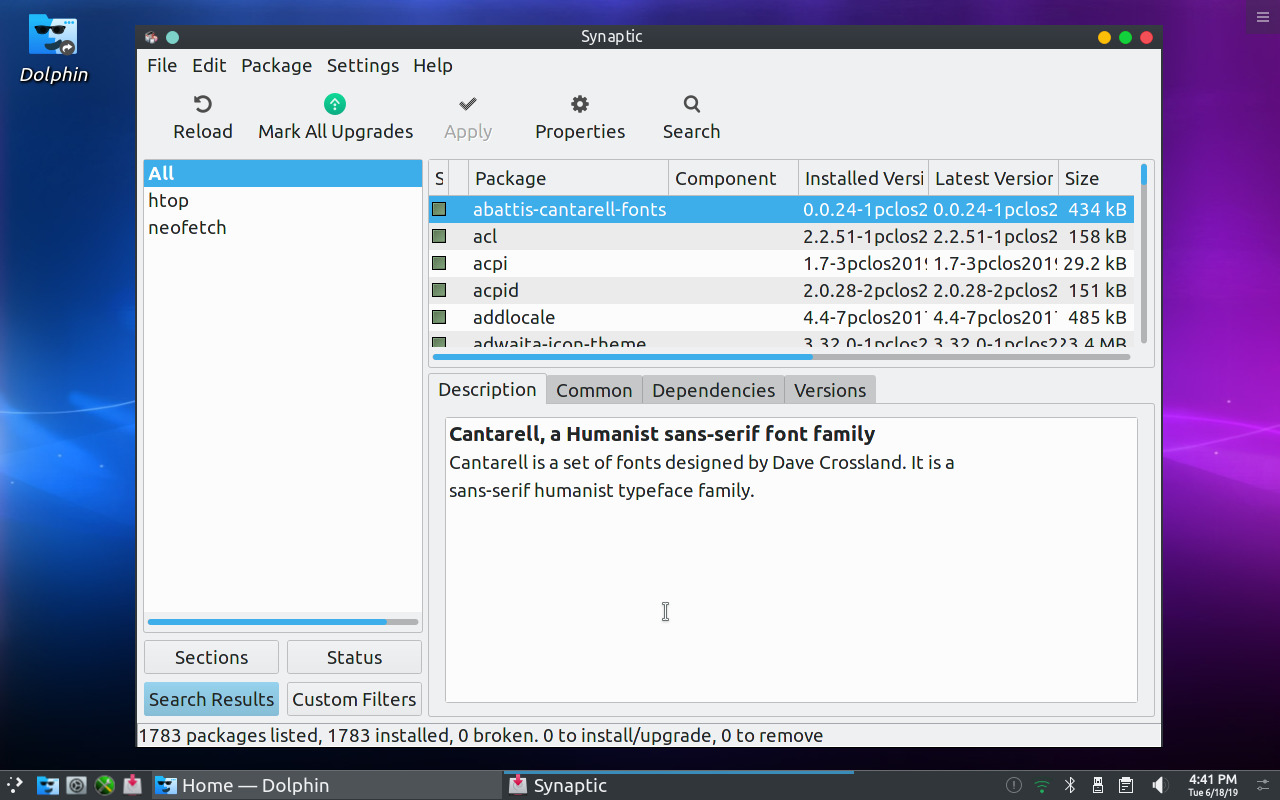 Dolphin
Synaptic
File Edit Package Settings Help
Reload Mark All Upgrades Apply Properties Search
All
htop
neofetch
S Package Component Installed Versi Latest Version Size
abattis-cantarell-fonts 0.0.24-1pclos2 0.0.24-1pclos2 434 kB
acl 2.2.51-1pclos2 2.2.51-1pclos2 158 kB
acpi 1.7-3pclos2019 1.7-3pclos2019 29.2 kB
acpid 2.0.28-2pclos2 2.0.28-2pclos2 151 kB
addlocale 4.4-7pclos201 4.4-7pclos201 485 kB
adwaita-icon-theme 3.32.0-1pclos2 3.32.0-1pclos2 23.4 MB
Description Common Dependencies Versions
Cantarell, a Humanist sans-serif font family
Cantarell is a set of fonts designed by Dave Crossland. It is a
sans-serif humanist typeface family.
Sections Status
Search Results Custom Filters
1783 packages listed, 1783 installed, 0 broken. 0 to install/upgrade, 0 to remove
Home — Dolphin Synaptic 4:41 PM
Tue 6/18/19